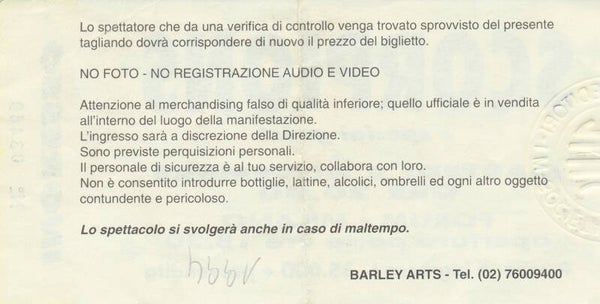 Lo spettatore che da una verifica di controllo venga trovato sprovvisto del presente
tagliando dovrà corrispondere di nuovo il prezzo del biglietto.
NO FOTO - NO REGISTRAZIONE AUDIO E VIDEO
Attenzione al merchandising falso di qualità inferiore; quello ufficiale è in vendita
all'interno del luogo della manifestazione.
L'ingresso sarà a discrezione della Direzione.
Sono previste perquisizioni personali.
Il personale di sicurezza è al tuo servizio, collabora con loro.
Non è consentito introdurre bottiglie, lattine, alcolici, ombrelli ed ogni altro oggetto
contundente e pericoloso.
Lo spettacolo si svolgerà anche in caso di maltempo.
BARLEY ARTS - Tel. (02) 76009400